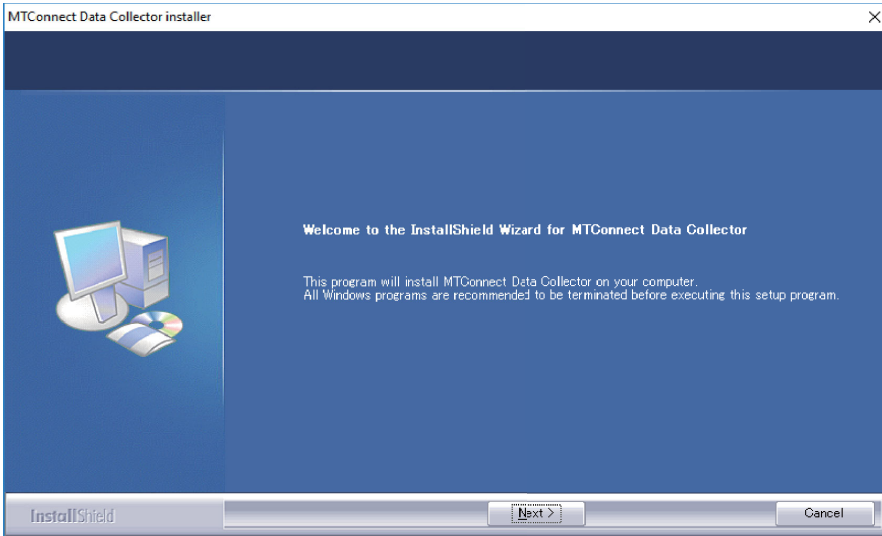 MTConnect Data Collector installer
Welcome to the InstallShield Wizard for MTConnect Data Collector
This program will install MTConnect Data Collector on your computer.
All Windows programs are recommended to be terminated before executing this setup program.
InstallShield
Next >
Cancel